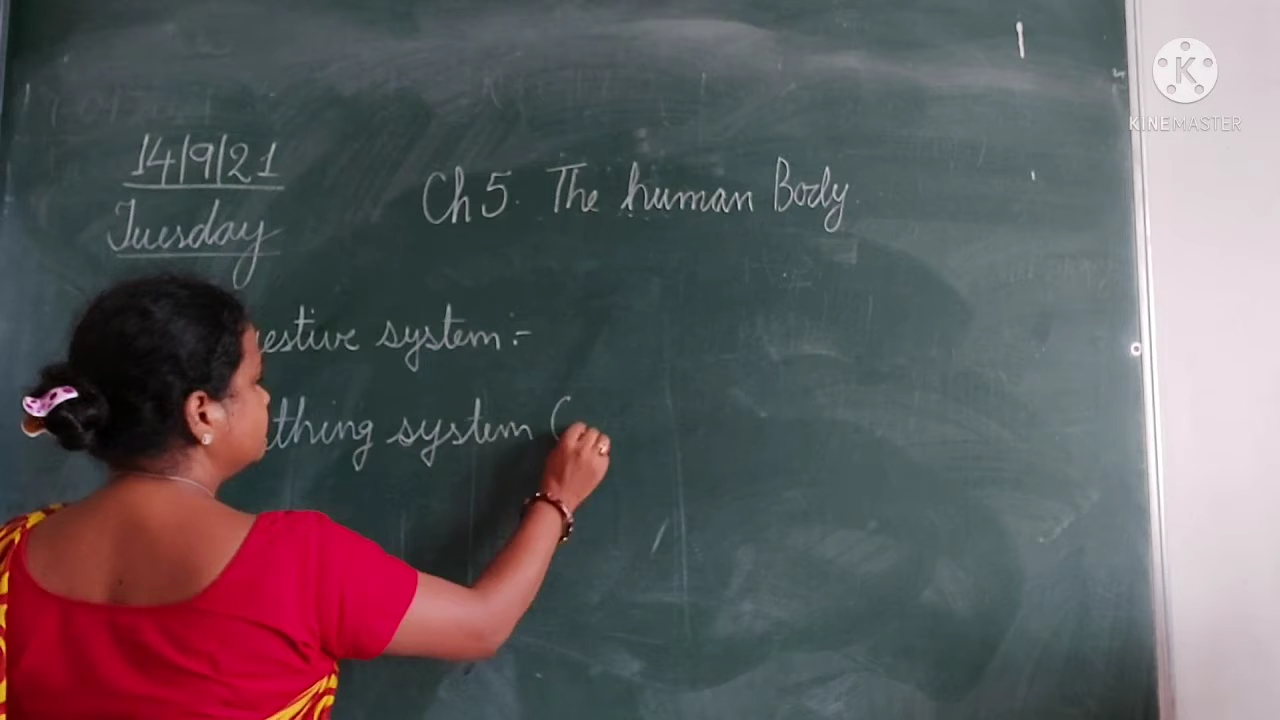 14/9/21
Tuesday
Ch 5. The human Body
estive system :-
thing system (
KINEMASTER